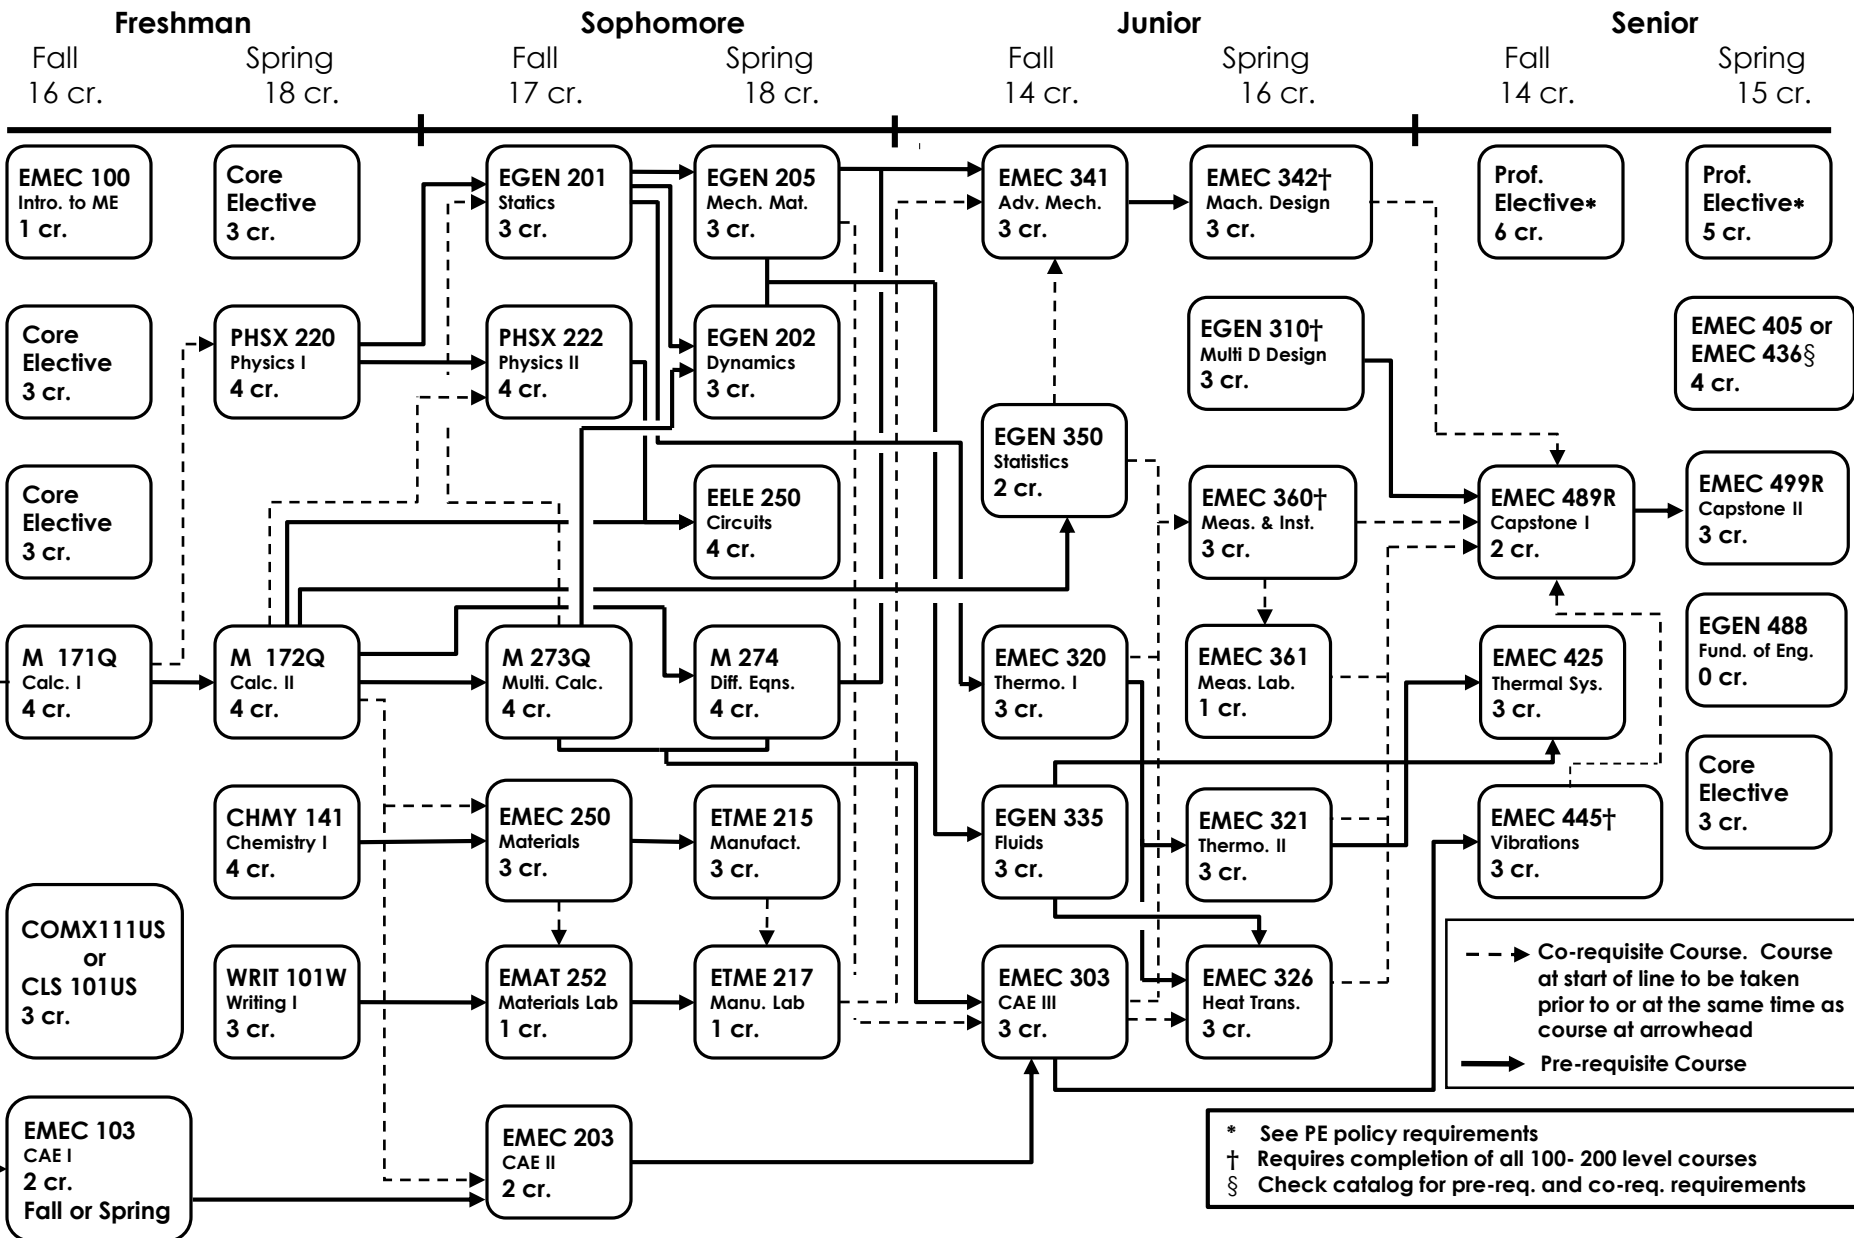 Freshman
Sophomore
Junior
Senior
Fall
Spring
Fall
Spring
Fall
Spring
Fall
Spring
16 cr.
18 cr.
17 cr.
18 cr.
14 cr.
16 cr.
14 cr.
15 cr.
EMEC 100
Intro. to ME
1 cr.
Core
Elective
3 cr.
EGEN 201
Statics
3 cr.
EGEN 205
Mech. Mat.
3 cr.
EMEC 341
Adv. Mech.
3 cr.
EMEC 342†
Mach. Design
3 cr.
Prof.
Elective*
6 cr.
Prof.
Elective*
5 cr.
Core
Elective
3 cr.
PHSX 220
Physics I
4 cr.
PHSX 222
Physics II
4 cr.
EGEN 202
Dynamics
3 cr.
EGEN 310†
Multi D Design
3 cr.
EMEC 405 or
EMEC 436§
4 cr.
EGEN 350
Statistics
2 cr.
Core
Elective
3 cr.
EELE 250
Circuits
4 cr.
EMEC 360†
Meas. & Inst.
3 cr.
EMEC 489R
Capstone I
2 cr.
EMEC 499R
Capstone II
3 cr.
M 171Q
Calc. I
4 cr.
M 172Q
Calc. II
4 cr.
M 273Q
Multi. Calc.
4 cr.
M 274
Diff. Eqns.
4 cr.
EMEC 320
Thermo. I
3 cr.
EMEC 361
Meas. Lab.
1 cr.
EMEC 425
Thermal Sys.
3 cr.
EGEN 488
Fund. of Eng.
0 cr.
CHMY 141
Chemistry I
4 cr.
EMEC 250
Materials
3 cr.
ETME 215
Manufact.
3 cr.
EGEN 335
Fluids
3 cr.
EMEC 321
Thermo. II
3 cr.
EMEC 445†
Vibrations
3 cr.
Core
Elective
3 cr.
COMX111US
or
CLS 101US
3 cr.
WRIT 101W
Writing I
3 cr.
EMAT 252
Materials Lab
1 cr.
ETME 217
Manu. Lab
1 cr.
EMEC 303
CAE III
3 cr.
EMEC 326
Heat Trans.
3 cr.
Co-requisite Course. Course
at start of line to be taken
prior to or at the same time as
course at arrowhead
Pre-requisite Course
EMEC 103
CAE I
2 cr.
Fall or Spring
EMEC 203
CAE II
2 cr.
* See PE policy requirements
† Requires completion of all 100- 200 level courses
§ Check catalog for pre-req. and co-req. requirements